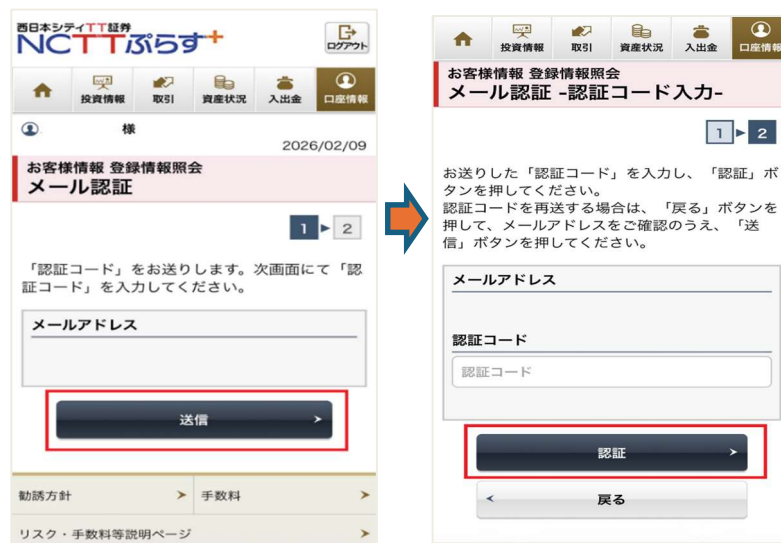 西日本シティTT証券
NCTTぷらす+
ログアウト
投資情報
取引
資産状況
入出金
口座情報
様
2026/02/09
お客様情報 登録情報照会
メール認証
1 ▶ 2
「認証コード」をお送りします。次画面にて「認
証コード」を入力してください。
メールアドレス
送信
勧誘方針
手数料
リスク・手数料等説明ページ
投資情報
取引
資産状況
入出金
口座情報
お客様情報 登録情報照会
メール認証 -認証コード入力-
1 ▶ 2
お送りした「認証コード」を入力し、「認証」ボ
タンを押してください。
認証コードを再送する場合は、「戻る」ボタンを
押して、メールアドレスをご確認のうえ、「送
信」ボタンを押してください。
メールアドレス
認証コード
認証コード
認証
戻る